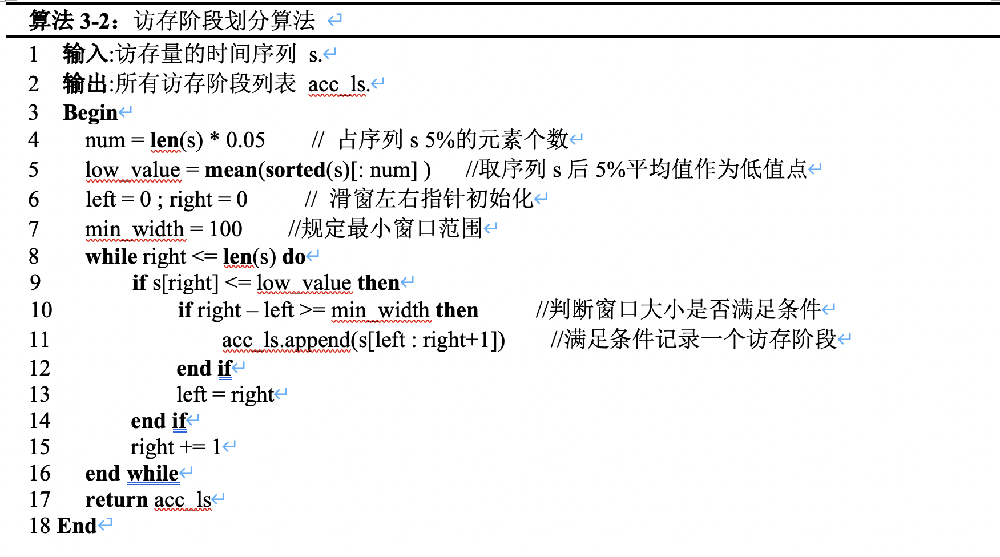 算法 3-2：访存阶段划分算法
1 输入:访存量的时间序列 s.
2 输出:所有访存阶段列表 acc_ls.
3 Begin
4 num = len(s) * 0.05 // 占序列 s 5%的元素个数
5 low_value = mean(sorted(s)[: num] ) //取序列 s 后 5%平均值作为低值点
6 left = 0 ; right = 0 // 滑窗左右指针初始化
7 min_width = 100 //规定最小窗口范围
8 while right <= len(s) do
9 if s[right] <= low_value then
10 if right – left >= min_width then //判断窗口大小是否满足条件
11 acc_ls.append(s[left : right+1]) //满足条件记录一个访存阶段
12 end if
13 left = right
14 end if
15 right += 1
16 end while
17 return acc_ls
18 End